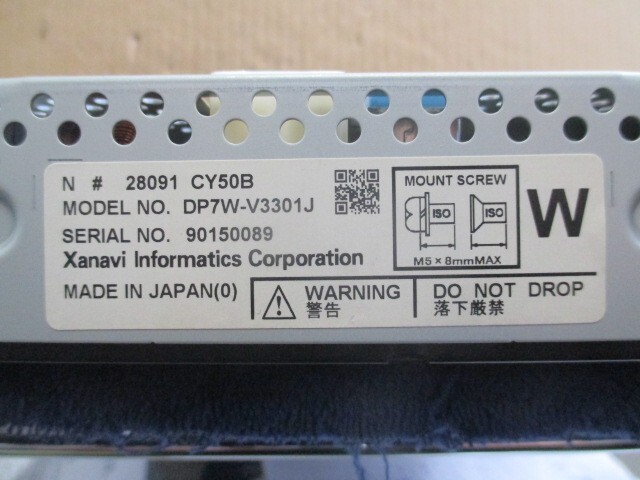 N # 28091 CY50B
MODEL NO. DP7W-V3301J
SERIAL NO. 90150089
Xanavi Informatics Corporation
MADE IN JAPAN(0)
MOUNT SCREW
ISO ISO
M5 × 8mmMAX
W
WARNING
警告
DO NOT DROP
落下厳禁